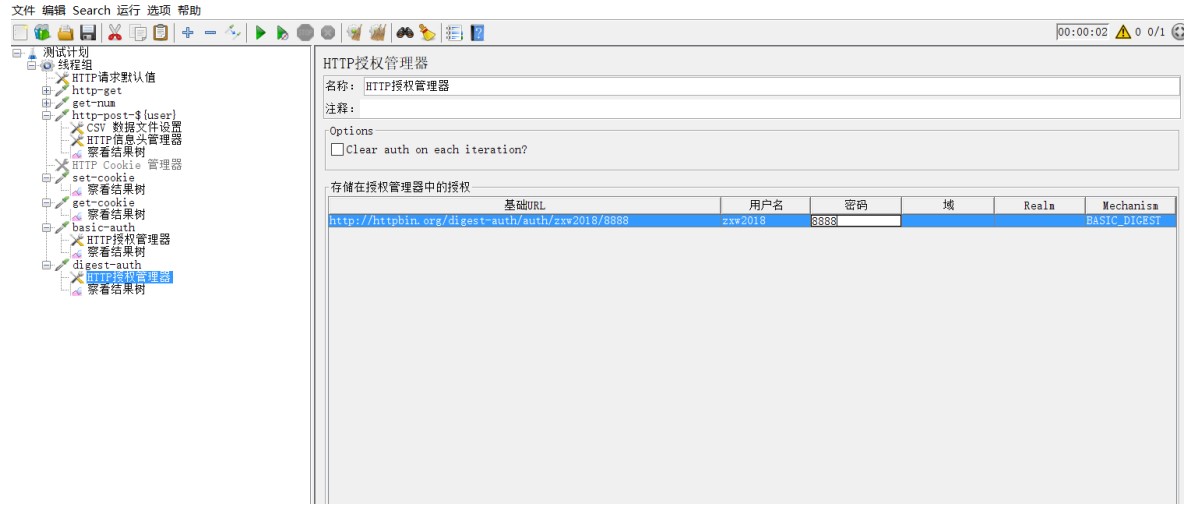 文件 编辑 Search 运行 选项 帮助
00:00:02 0 0/1
测试计划
线程组
HTTP请求默认值
http-get
get-num
http-post-${user}
CSV 数据文件设置
HTTP信息头管理器
察看结果树
HTTP Cookie 管理器
set-cookie
察看结果树
get-cookie
察看结果树
basic-auth
HTTP授权管理器
察看结果树
digest-auth
HTTP授权管理器
察看结果树
HTTP授权管理器
名称： HTTP授权管理器
注释：
Options
Clear auth on each iteration?
存储在授权管理器中的授权
基础URL 用户名 密码 域 Realm Mechanism
http://httpbin.org/digest-auth/auth/zxw2018/8888 zxw2018 8888 BASIC_DIGEST